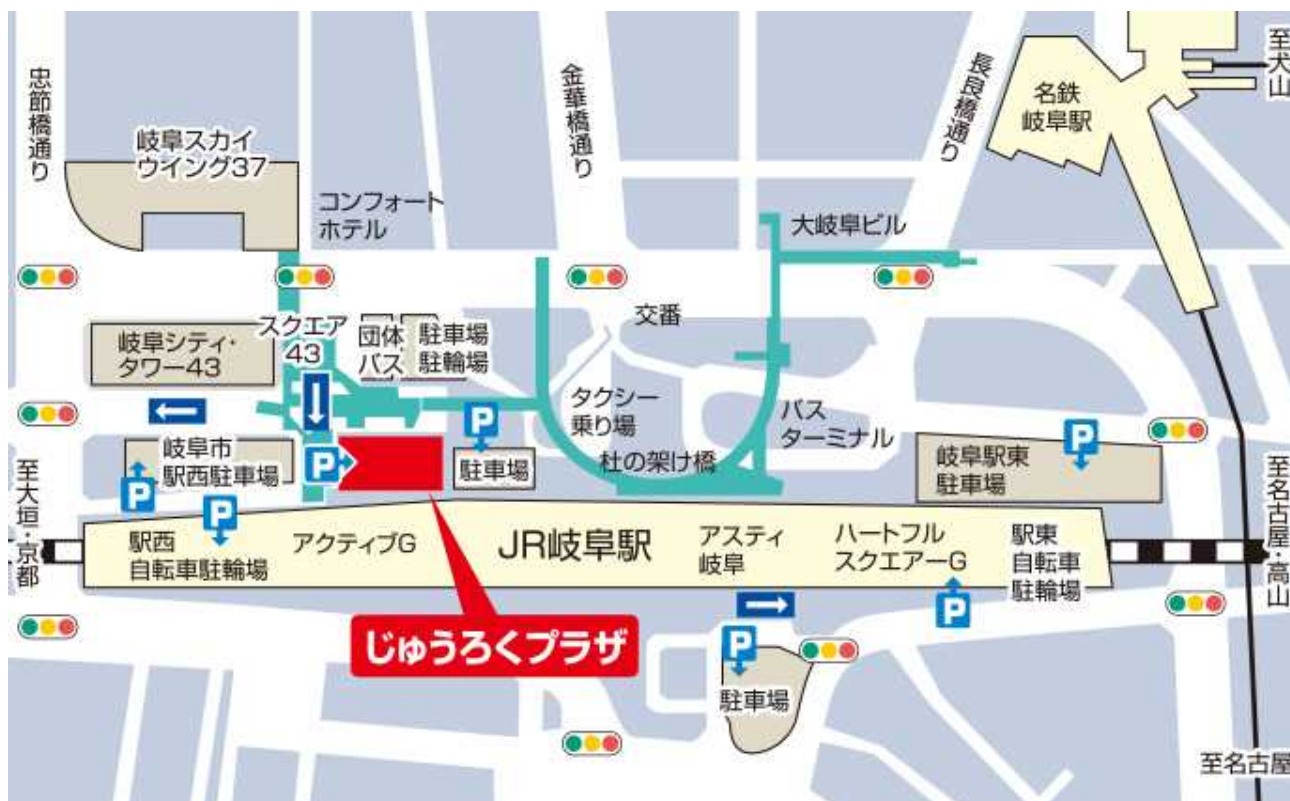 忠節橋通り
岐阜スカイ
ウイング37
コンフォート
ホテル
金華橋通り
長良橋通り
名鉄
岐阜駅
至犬山
大岐阜ビル
交番
岐阜シティ・
タワー43
スクエア
43
団体
バス
駐車場
駐輪場
タクシー
乗り場
バス
ターミナル
杜の架け橋
岐阜市
駅西駐車場
P
P
P
P
駐車場
岐阜駅東
駐車場
P
至大垣・京都
至名古屋・高山
駅西
自転車駐輪場
P
アクティブG
JR岐阜駅
アスティ
岐阜
ハートフル
スクエアーG
駅東
自転車
駐輪場
P
じゅうろくプラザ
駐車場
至名古屋